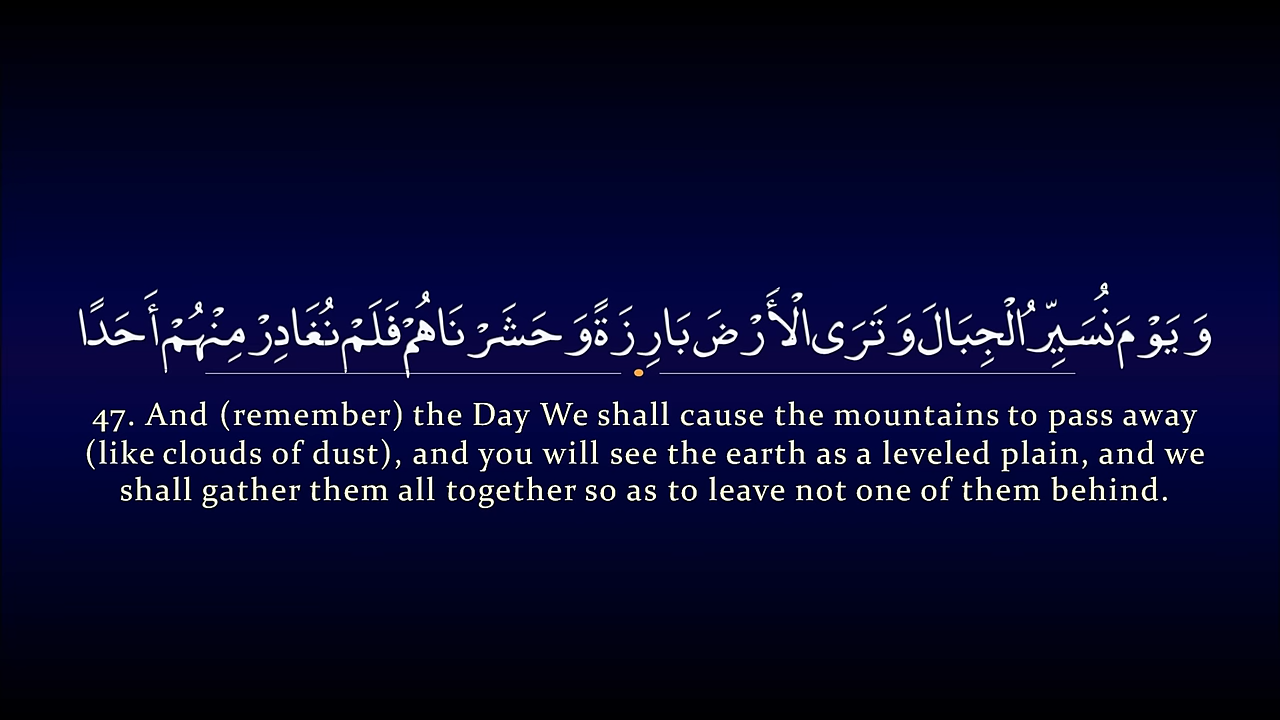 وَيَوْمَ نُسَيِّرُ الْجِبَالَ وَتَرَى الْأَرْضَ بَارِزَةً وَحَشَرْنَاهُمْ فَلَمْ نُغَادِرْ مِنْهُمْ أَحَدًا
47. And (remember) the Day We shall cause the mountains to pass away
(like clouds of dust), and you will see the earth as a leveled plain, and we
shall gather them all together so as to leave not one of them behind.